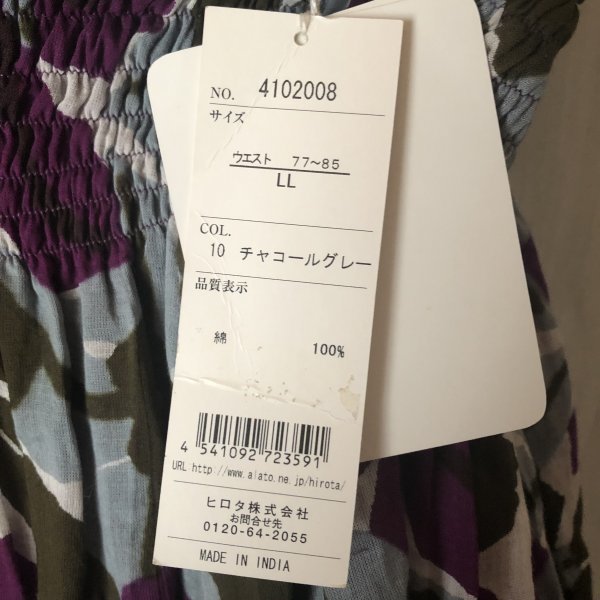 NO. 4102008
サイズ
ウエスト 77～85
LL
COL.
10 チャコールグレー
品質表示
綿 100%
4 541092 723591
URL http://www.aiato.ne.jp/hirota/
ヒロタ株式会社
お問合せ先
0120-64-2055
MADE IN INDIA